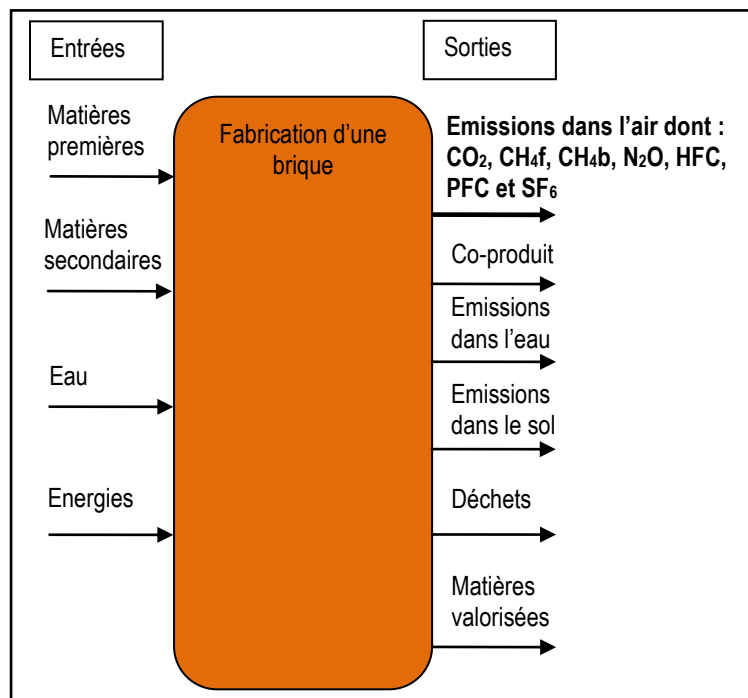 Entrées
Sorties
Matières
premières
Matières
secondaires
Eau
Energies
Fabrication d'une
brique
Emissions dans l'air dont :
CO₂, CH₄f, CH₄b, N₂O, HFC,
PFC et SF₆
Co-produit
Emissions
dans l'eau
Emissions
dans le sol
Déchets
Matières
valorisées